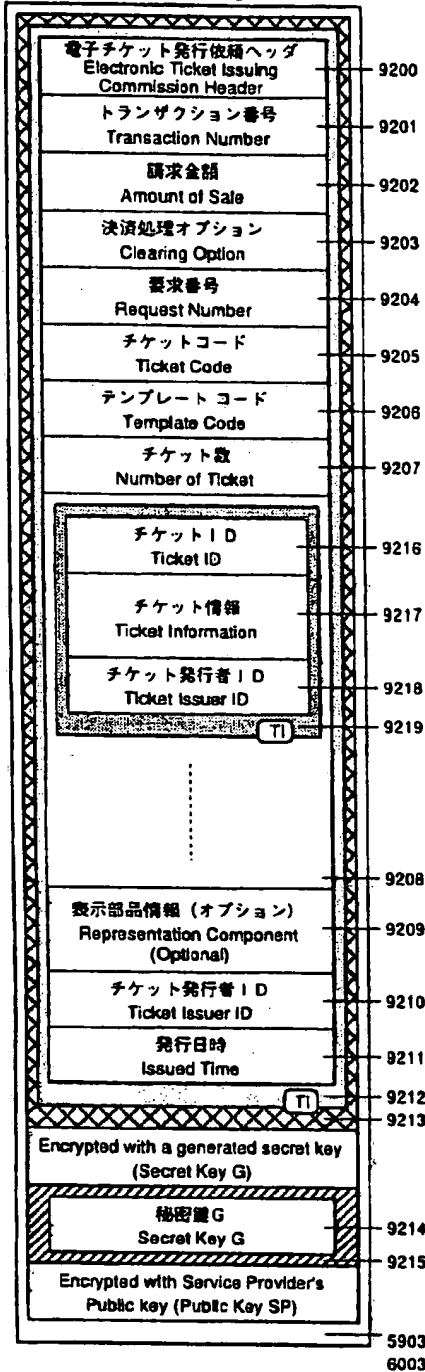 電子チケット発行依頼ヘッダ
Electronic Ticket Issuing
Commission Header
9200
トランザクション番号
Transaction Number
9201
請求金額
Amount of Sale
9202
決済処理オプション
Clearing Option
9203
要求番号
Request Number
9204
チケットコード
Ticket Code
9205
テンプレート コード
Template Code
9206
チケット数
Number of Ticket
9207
チケットID
Ticket ID
9216
チケット情報
Ticket Information
9217
チケット発行者ID
Ticket Issuer ID
9218
TI
9219
9208
表示部品情報 (オプション)
Representation Component
(Optional)
9209
チケット発行者ID
Ticket Issuer ID
9210
発行日時
Issued Time
9211
TI
9212
9213
Encrypted with a generated secret key
(Secret Key G)
秘密鍵G
Secret Key G
9214
9215
Encrypted with Service Provider's
Public key (Public Key SP)
5903
6003